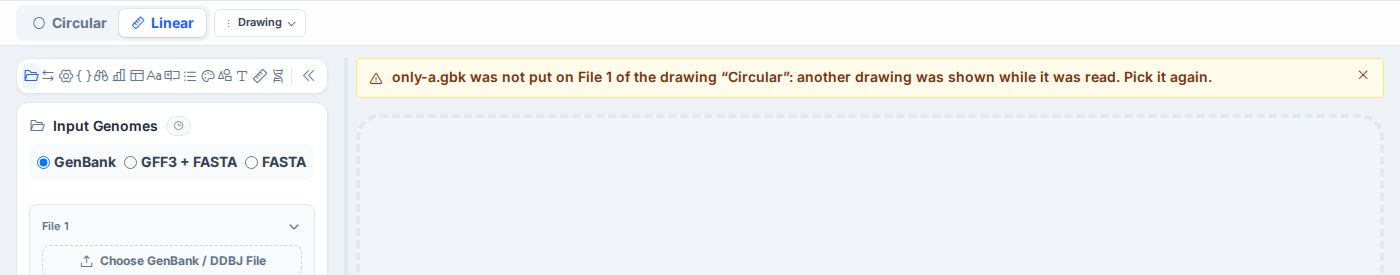 Circular
Linear
Drawing
{ }
Aa
T
only-a.gbk was not put on File 1 of the drawing “Circular”: another drawing was shown while it was read. Pick it again.
Input Genomes
GenBank
GFF3 + FASTA
FASTA
File 1
Choose GenBank / DDBJ File